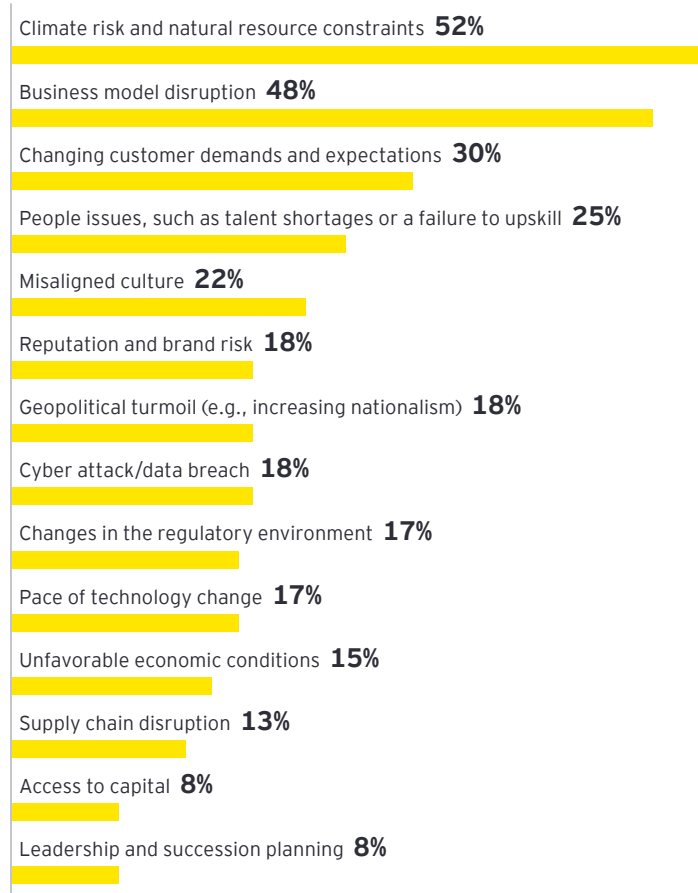 Climate risk and natural resource constraints 52%
Business model disruption 48%
Changing customer demands and expectations 30%
People issues, such as talent shortages or a failure to upskill 25%
Misaligned culture 22%
Reputation and brand risk 18%
Geopolitical turmoil (e.g., increasing nationalism) 18%
Cyber attack/data breach 18%
Changes in the regulatory environment 17%
Pace of technology change 17%
Unfavorable economic conditions 15%
Supply chain disruption 13%
Access to capital 8%
Leadership and succession planning 8%